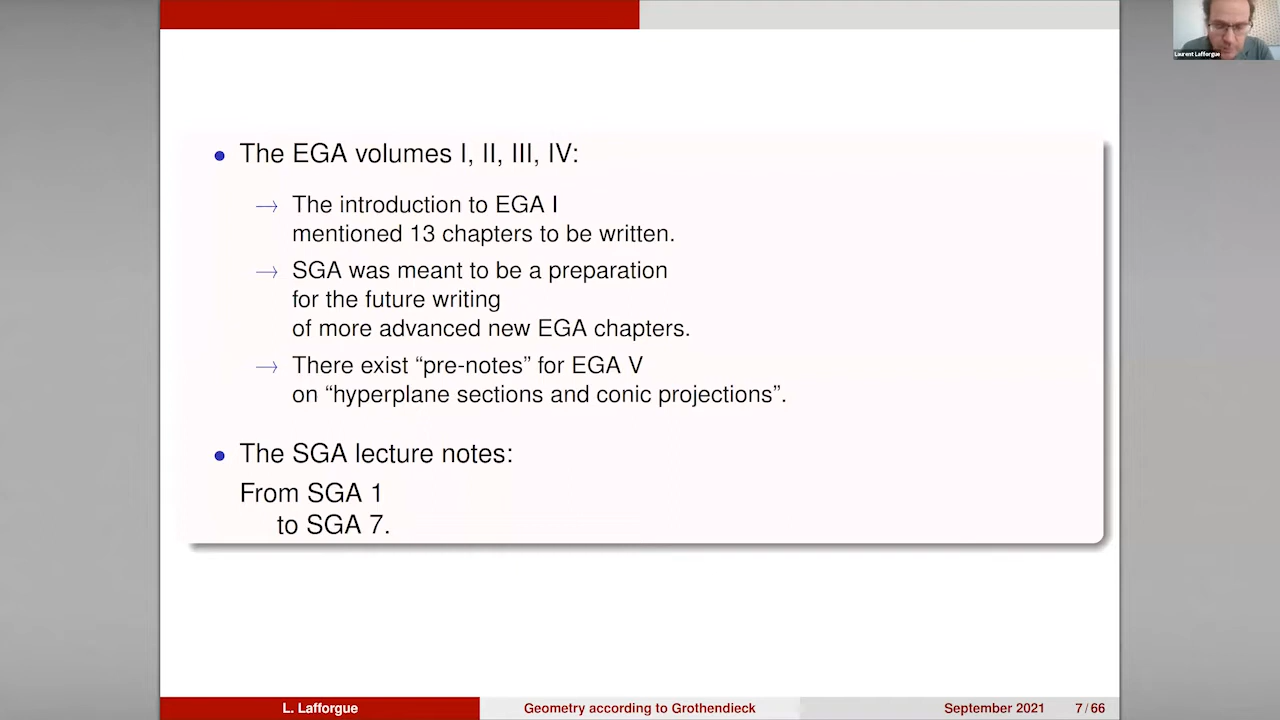 Laurent Lafforgue
• The EGA volumes I, II, III, IV:
→ The introduction to EGA I
mentioned 13 chapters to be written.
→ SGA was meant to be a preparation
for the future writing
of more advanced new EGA chapters.
→ There exist “pre-notes” for EGA V
on “hyperplane sections and conic projections”.
• The SGA lecture notes:
From SGA 1
to SGA 7.
L. Lafforgue Geometry according to Grothendieck September 2021 7/66